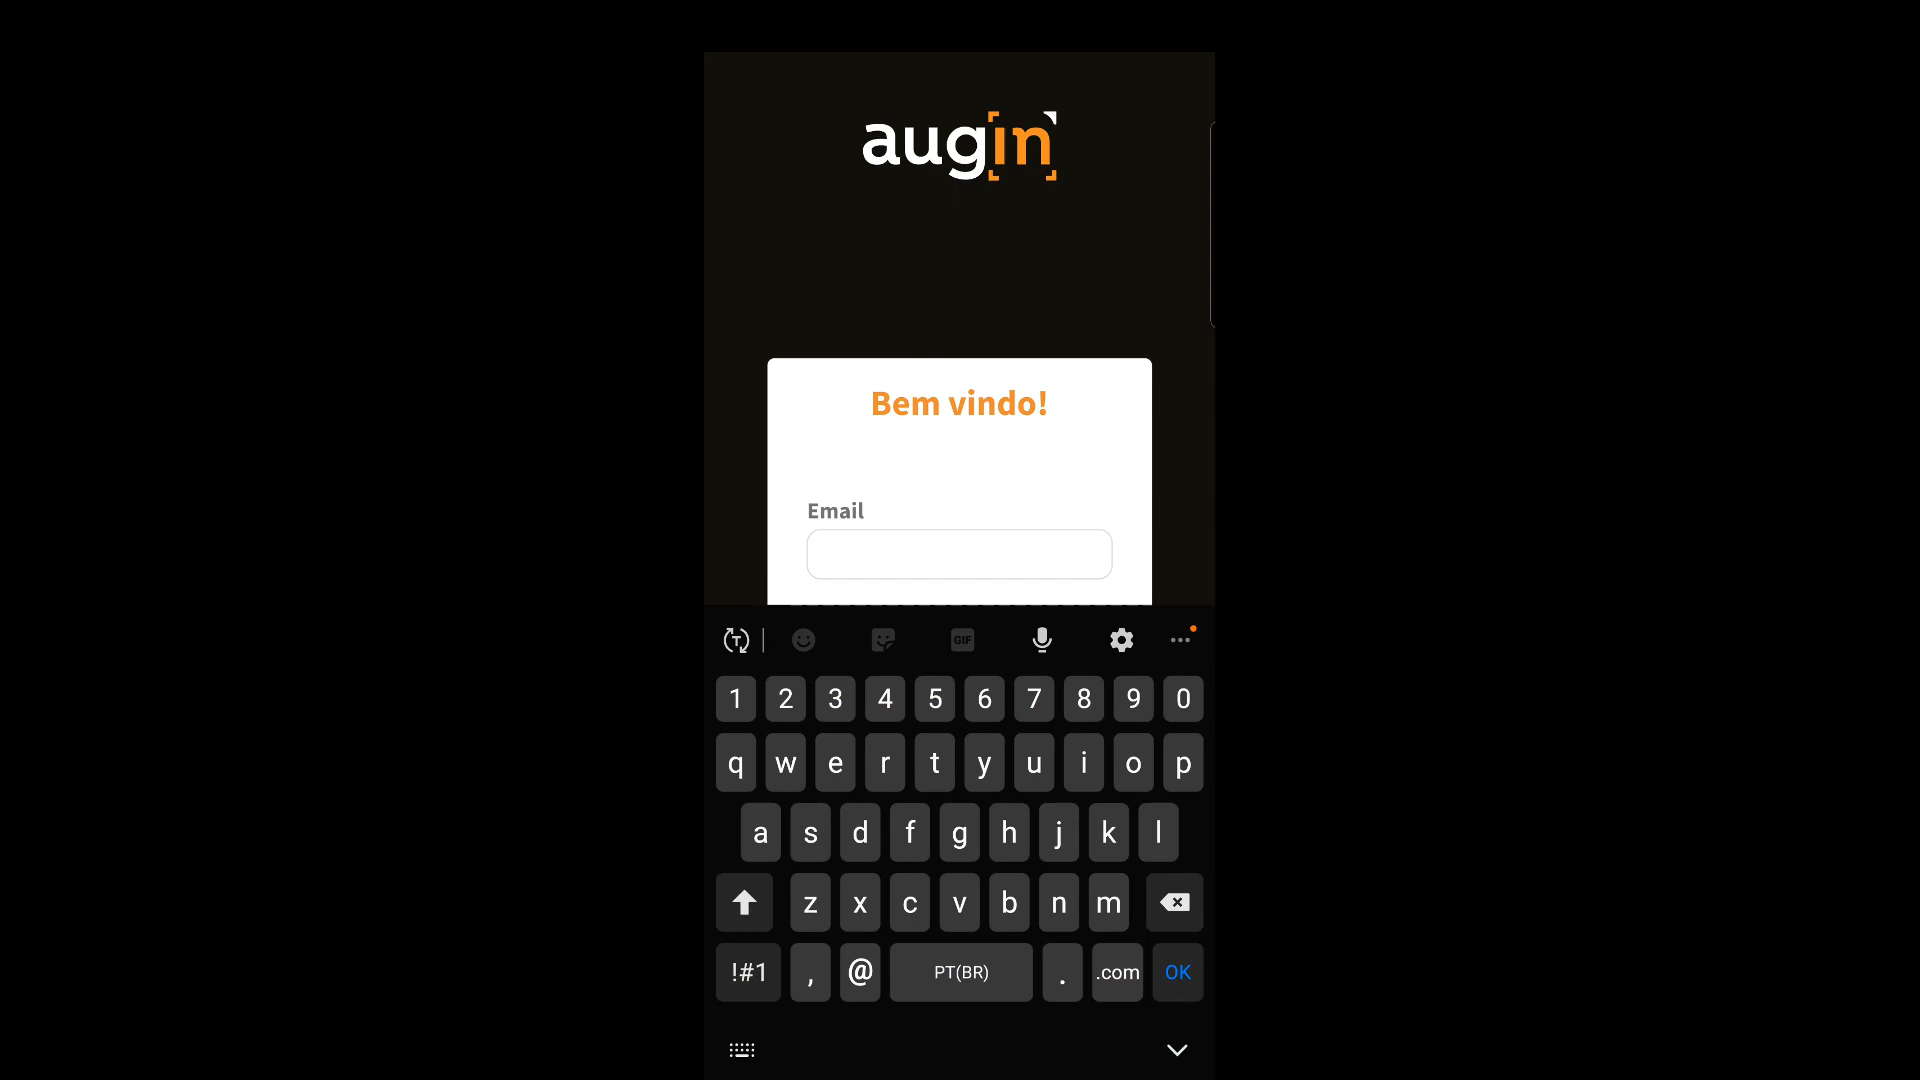 augin
Bem vindo!
Email
T GIF
1 2 3 4 5 6 7 8 9 0
q w e r t y u i o p
a s d f g h j k l
z x c v b n m
!#1 , @ PT(BR) . .com OK